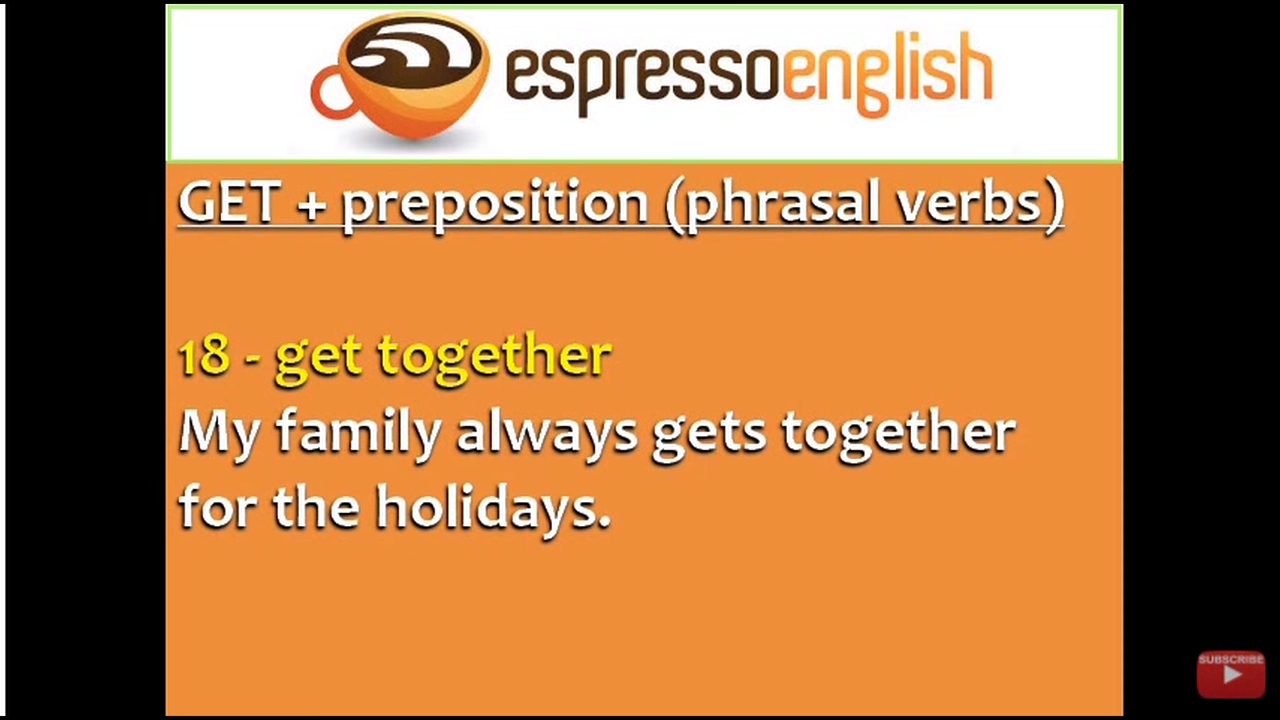 espressoenglish
GET + preposition (phrasal verbs)
18 - get together
My family always gets together
for the holidays.
SUBSCRIBE